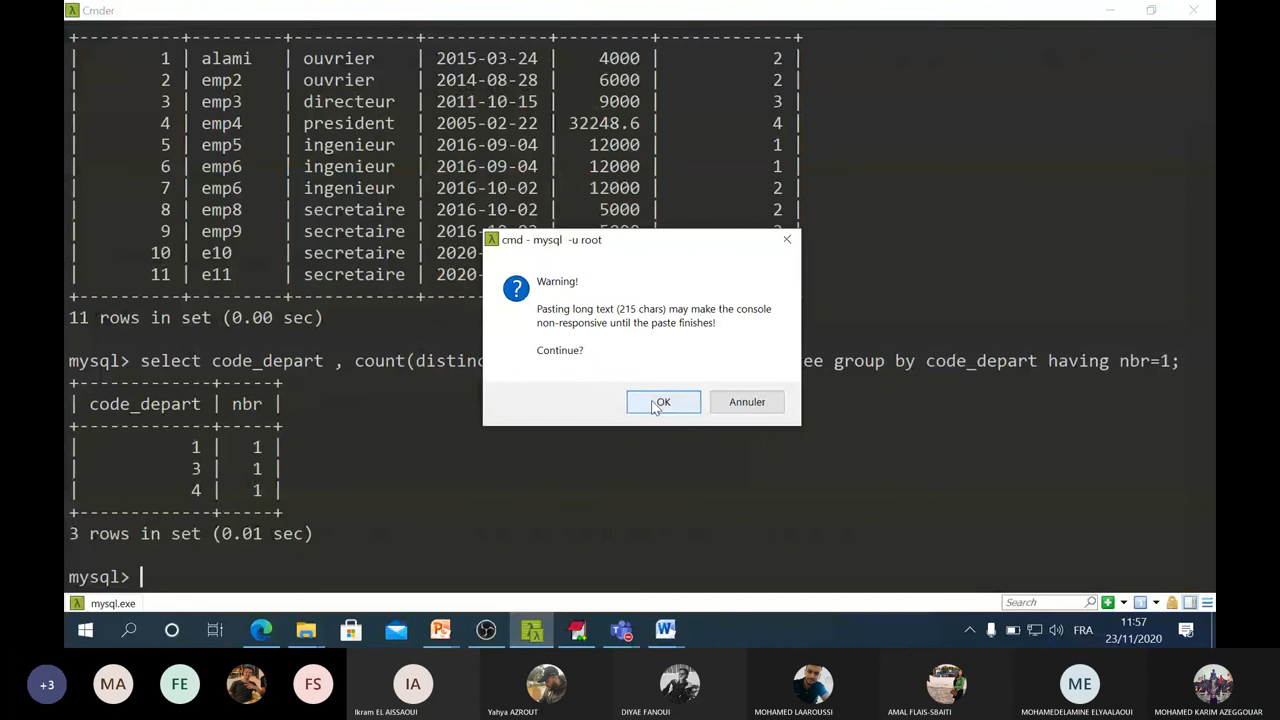 Cmder
1 | alami | ouvrier | 2015-03-24 | 4000 | 2 |
2 | emp2 | ouvrier | 2014-08-28 | 6000 | 2 |
3 | emp3 | directeur | 2011-10-15 | 9000 | 3 |
4 | emp4 | president | 2005-02-22 | 32248.6 | 4 |
5 | emp5 | ingenieur | 2016-09-04 | 12000 | 1 |
6 | emp6 | ingenieur | 2016-09-04 | 12000 | 1 |
7 | emp6 | ingenieur | 2016-10-02 | 12000 | 2 |
8 | emp8 | secretaire | 2016-10-02 | 5000 | 2 |
9 | emp9 | secretaire
10 | e10 | secretaire | 2020-
11 | e11 | secretaire | 2020-
11 rows in set (0.00 sec)
mysql> select code_depart , count(distinc
ee group by code_depart having nbr=1;
| code_depart | nbr |
| 1 | 1 |
| 3 | 1 |
| 4 | 1 |
3 rows in set (0.01 sec)
mysql>
cmd - mysql -u root
Warning!
Pasting long text (215 chars) may make the console
non-responsive until the paste finishes!
Continue?
OK
Annuler
mysql.exe
Search
FRA
11:57
23/11/2020
+3
MA
FE
FS
IA
ME
Ikram EL AISSAOUI
Yahya AZROUT
DIYAE FANOUI
MOHAMED LAAROUSSI
AMAL FLAIS-SBAITI
MOHAMEDELAMINE ELYAALAOUI
MOHAMED KARIM AZEGGOUAR